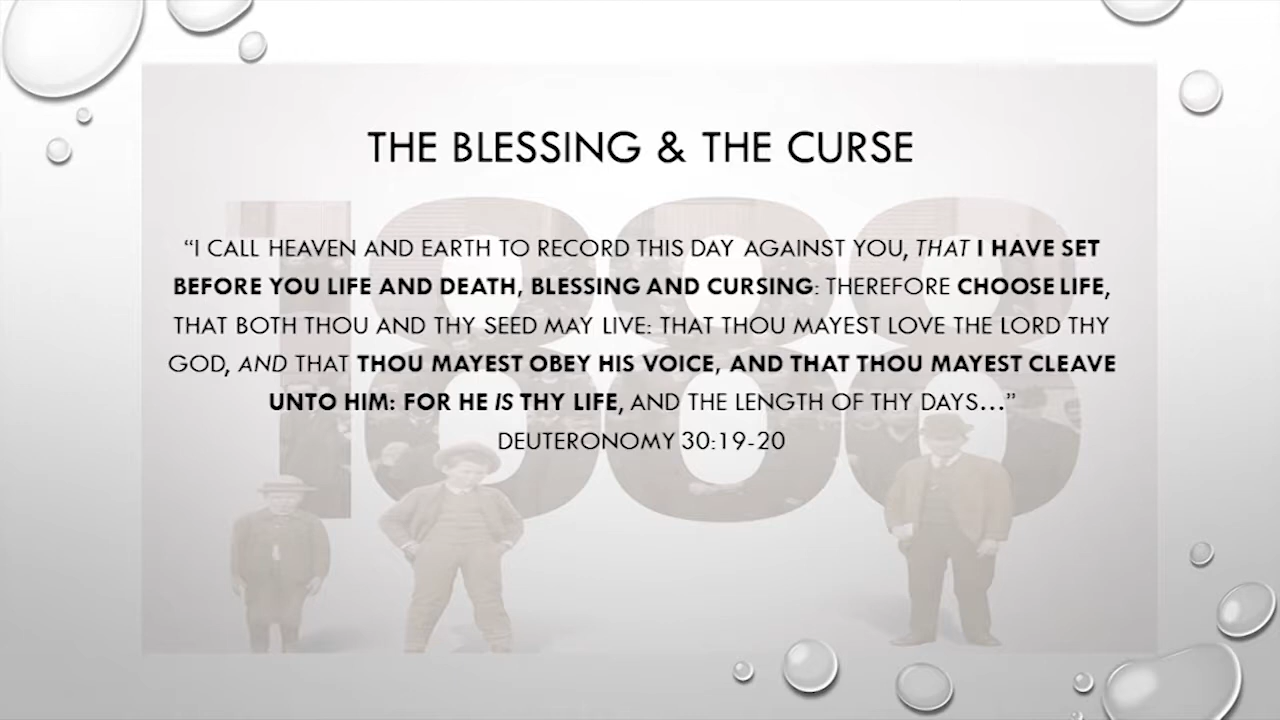 THE BLESSING & THE CURSE
1888
“I CALL HEAVEN AND EARTH TO RECORD THIS DAY AGAINST YOU, THAT I HAVE SET
BEFORE YOU LIFE AND DEATH, BLESSING AND CURSING: THEREFORE CHOOSE LIFE,
THAT BOTH THOU AND THY SEED MAY LIVE: THAT THOU MAYEST LOVE THE LORD THY
GOD, AND THAT THOU MAYEST OBEY HIS VOICE, AND THAT THOU MAYEST CLEAVE
UNTO HIM: FOR HE IS THY LIFE, AND THE LENGTH OF THY DAYS...”
DEUTERONOMY 30:19-20